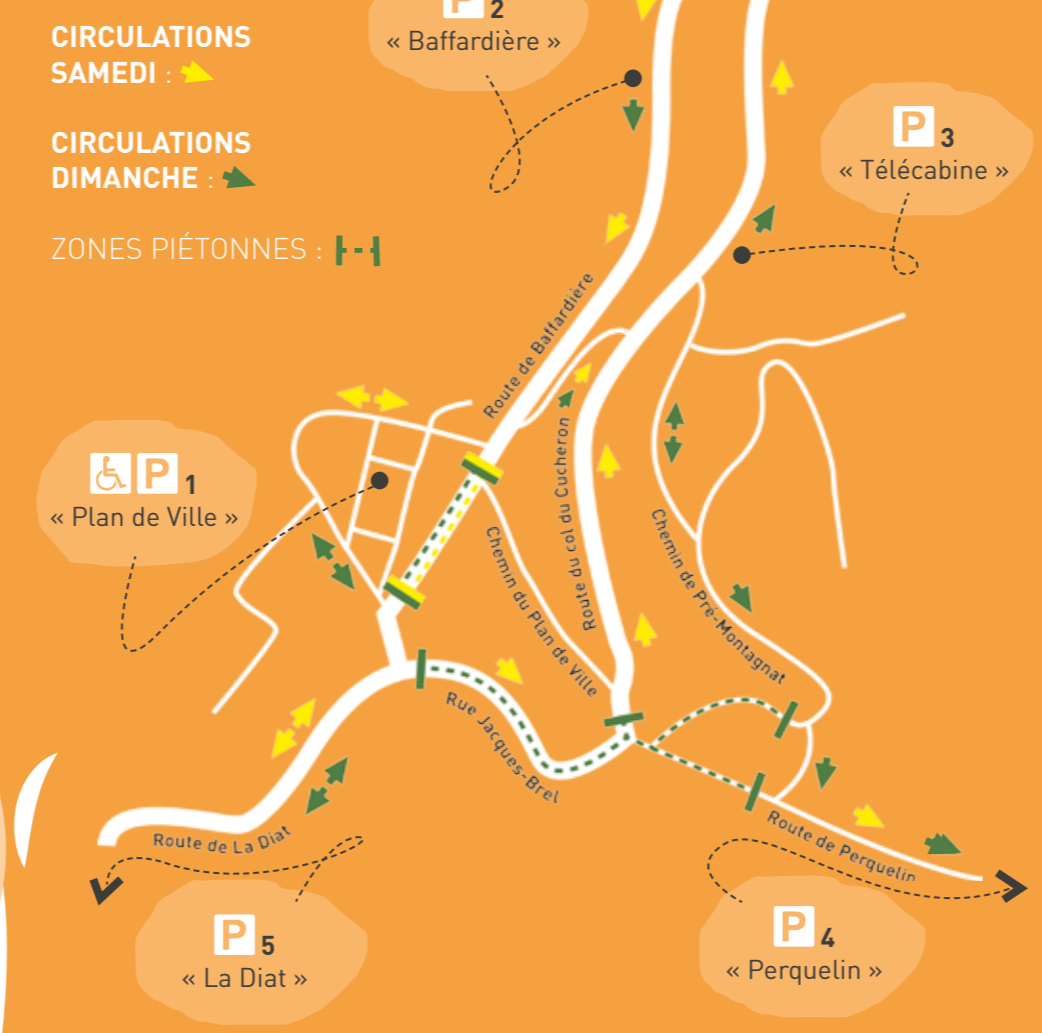 CIRCULATIONS
SAMEDI :
CIRCULATIONS
DIMANCHE :
ZONES PIÉTONNES :
P 2
« Baffardière »
P 3
« Télécabine »
Route de Baffardière
P 1
« Plan de Ville »
Chemin du Plan de Ville
Route du col du Cucheron
Chemin de Pré-Montagnat
Rue Jacques-Brel
Route de La Diat
Route de Perquelin
P 5
« La Diat »
P 4
« Perquelin »